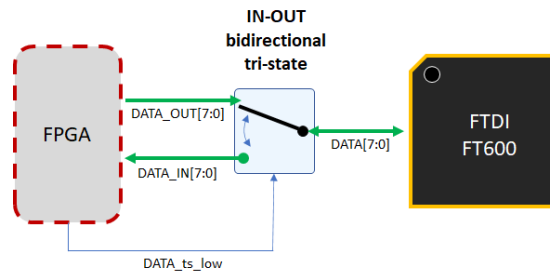 IN-OUT
bidirectional
tri-state
FPGA
DATA_OUT[7:0]
DATA_IN[7:0]
DATA[7:0]
FTDI
FT600
DATA_ts_low